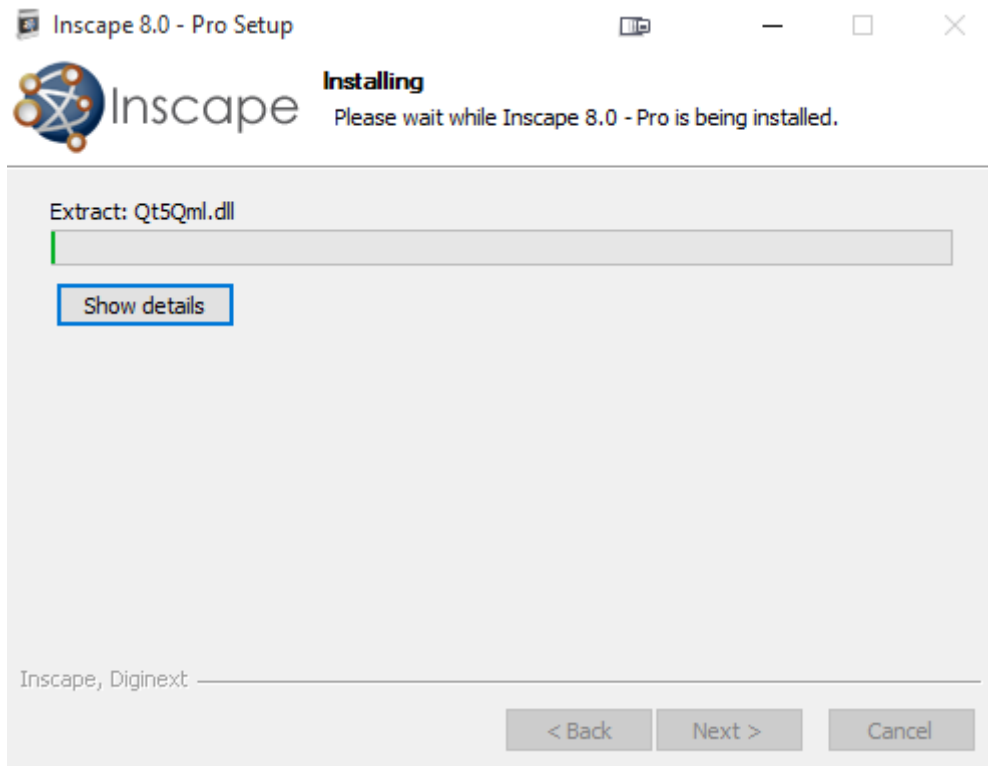 Inscape 8.0 - Pro Setup
Inscape
Installing
Please wait while Inscape 8.0 - Pro is being installed.
Extract: Qt5Qml.dll
Show details
Inscape, Diginext
< Back
Next >
Cancel